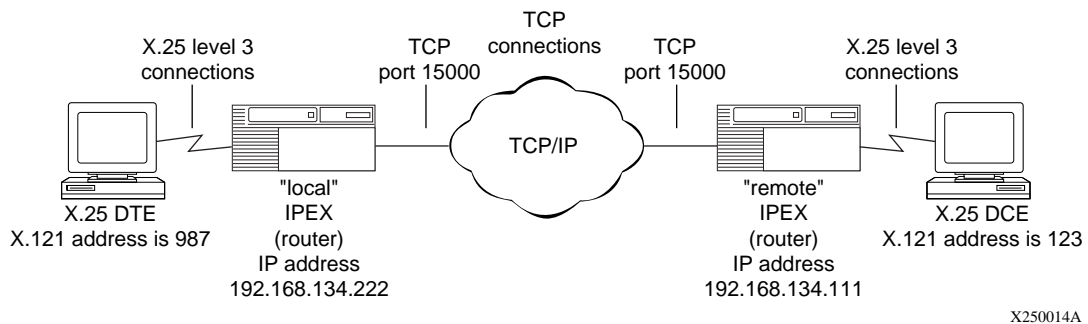 TCP
connections
X.25 level 3
connections
TCP
port 15000
TCP
port 15000
X.25 level 3
connections
TCP/IP
"local"
IPEX
(router)
IP address
192.168.134.222
"remote"
IPEX
(router)
IP address
192.168.134.111
X.25 DTE
X.121 address is 987
X.25 DCE
X.121 address is 123
X250014A